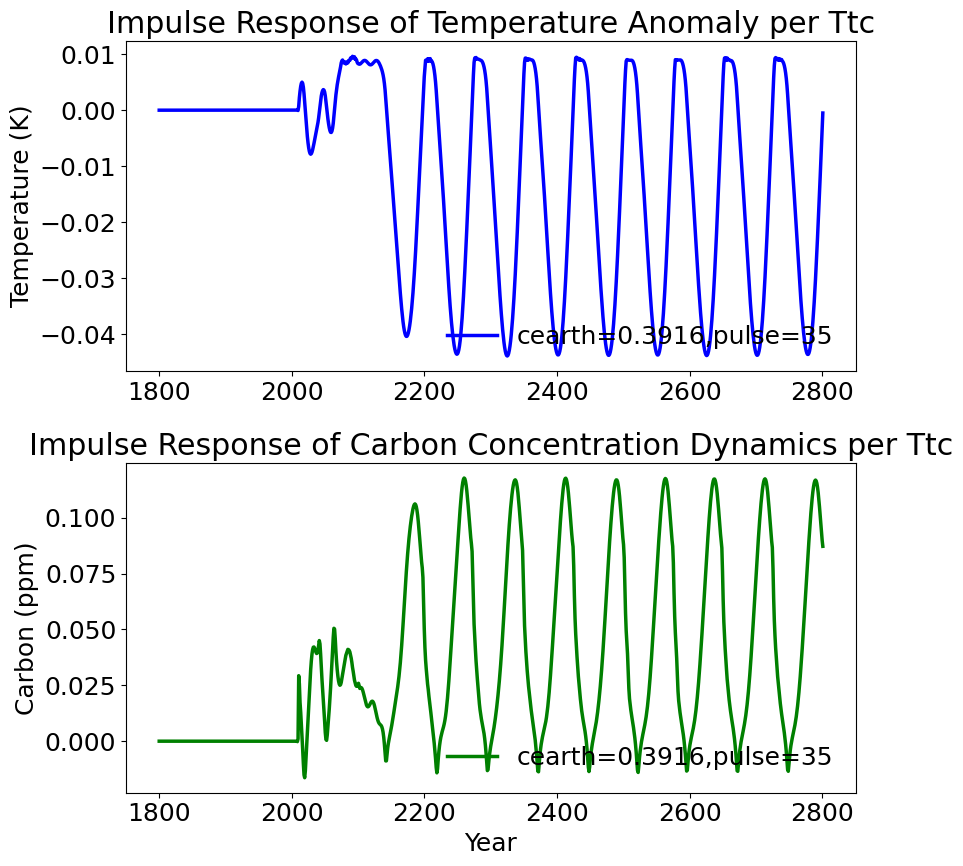 Impulse Response of Temperature Anomaly per Ttc
Temperature (K)
0.01
0.00
−0.01
−0.02
−0.03
−0.04
cearth=0.3916,pulse=35
1800 2000 2200 2400 2600 2800
Impulse Response of Carbon Concentration Dynamics per Ttc
Carbon (ppm)
0.100
0.075
0.050
0.025
0.000
cearth=0.3916,pulse=35
1800 2000 2200 2400 2600 2800
Year